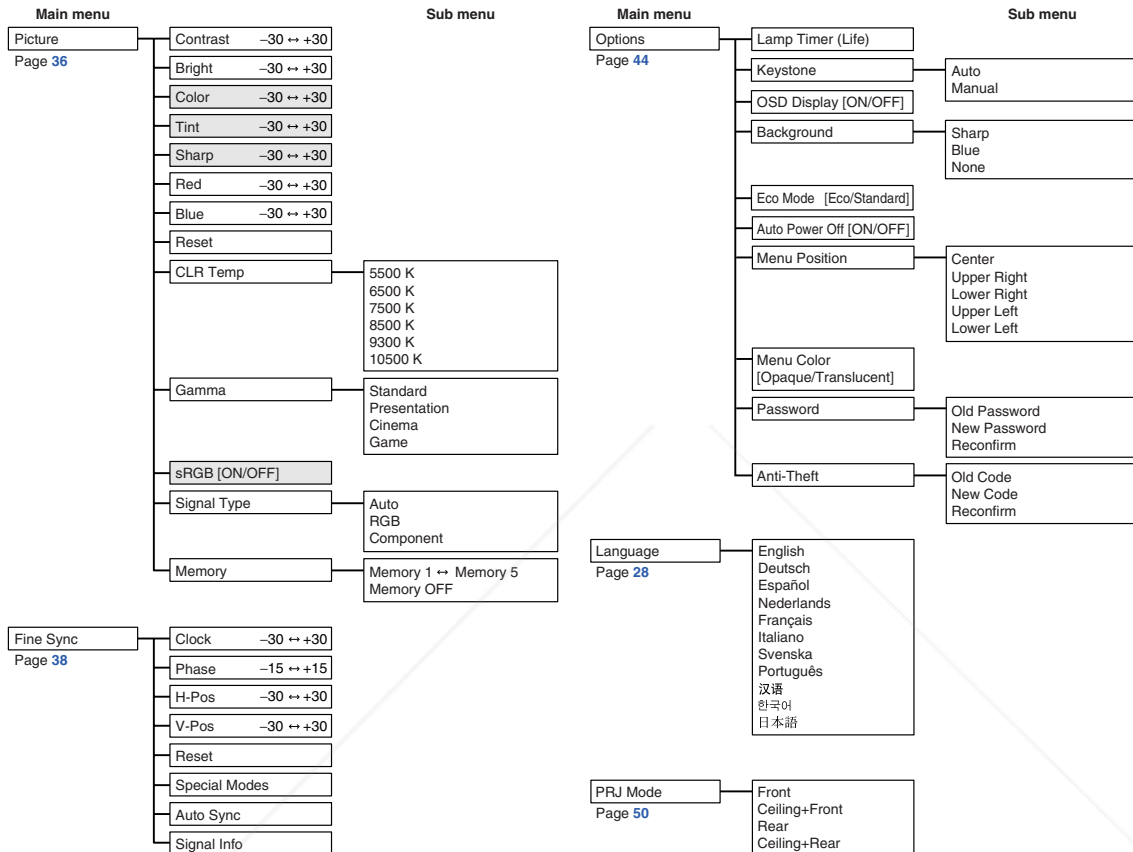 Main menu
Sub menu
Picture
Page 36
Contrast –30 ↔ +30
Bright –30 ↔ +30
Color –30 ↔ +30
Tint –30 ↔ +30
Sharp –30 ↔ +30
Red –30 ↔ +30
Blue –30 ↔ +30
Reset
CLR Temp
5500 K
6500 K
7500 K
8500 K
9300 K
10500 K
Gamma
Standard
Presentation
Cinema
Game
sRGB [ON/OFF]
Signal Type
Auto
RGB
Component
Memory
Memory 1 ↔ Memory 5
Memory OFF
Fine Sync
Page 38
Clock –30 ↔ +30
Phase –15 ↔ +15
H-Pos –30 ↔ +30
V-Pos –30 ↔ +30
Reset
Special Modes
Auto Sync
Signal Info
Main menu
Sub menu
Options
Page 44
Lamp Timer (Life)
Keystone
Auto
Manual
OSD Display [ON/OFF]
Background
Sharp
Blue
None
Eco Mode [Eco/Standard]
Auto Power Off [ON/OFF]
Menu Position
Center
Upper Right
Lower Right
Upper Left
Lower Left
Menu Color
[Opaque/Translucent]
Password
Old Password
New Password
Reconfirm
Anti-Theft
Old Code
New Code
Reconfirm
Language
Page 28
English
Deutsch
Español
Nederlands
Français
Italiano
Svenska
Português
汉语
한국어
日本語
PRJ Mode
Page 50
Front
Ceiling+Front
Rear
Ceiling+Rear